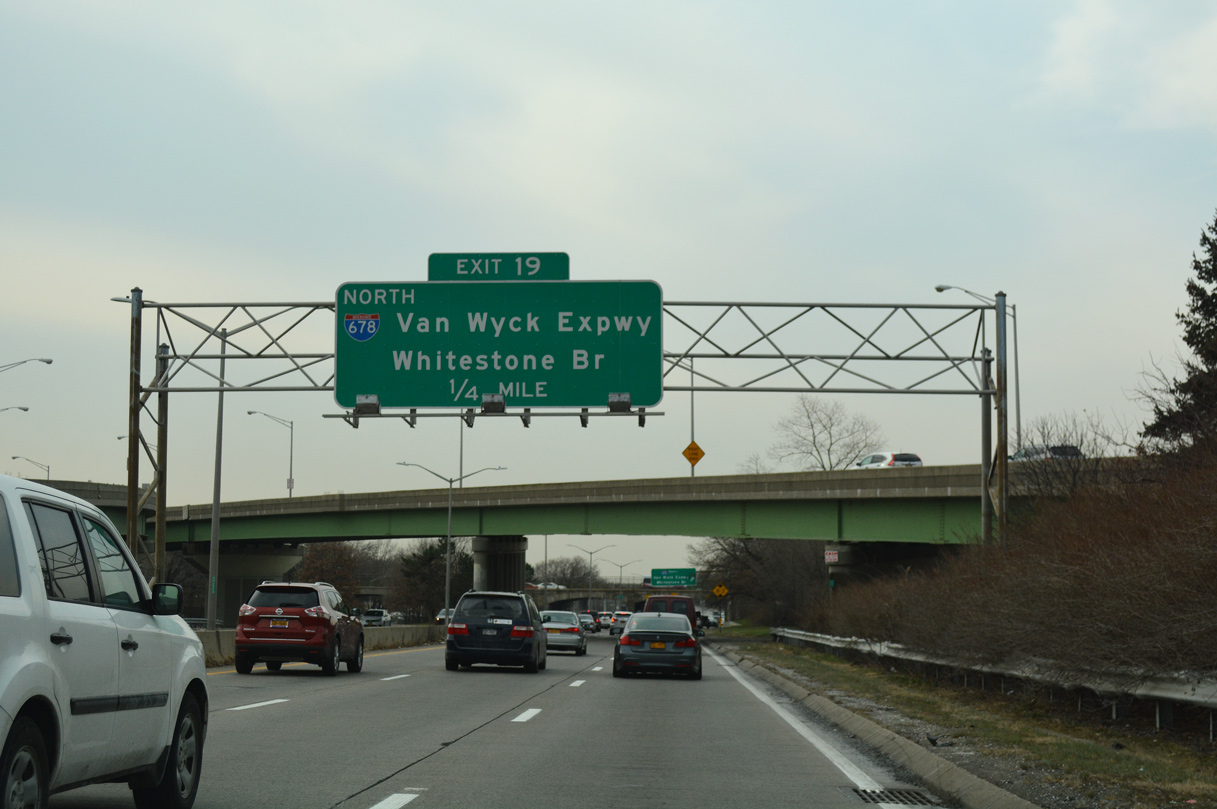 EXIT 19
NORTH
678 Van Wyck Expwy
Whitestone Br
1/4 MILE